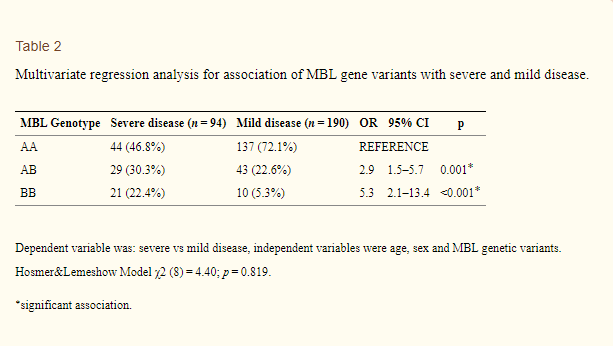 Table 2
Multivariate regression analysis for association of MBL gene variants with severe and mild disease.
MBL Genotype Severe disease (n = 94) Mild disease (n = 190) OR 95% CI p
AA 44 (46.8%) 137 (72.1%) REFERENCE
AB 29 (30.3%) 43 (22.6%) 2.9 1.5–5.7 0.001*
BB 21 (22.4%) 10 (5.3%) 5.3 2.1–13.4 <0.001*
Dependent variable was: severe vs mild disease, independent variables were age, sex and MBL genetic variants.
Hosmer&Lemeshow Model χ2 (8) = 4.40; p = 0.819.
*significant association.